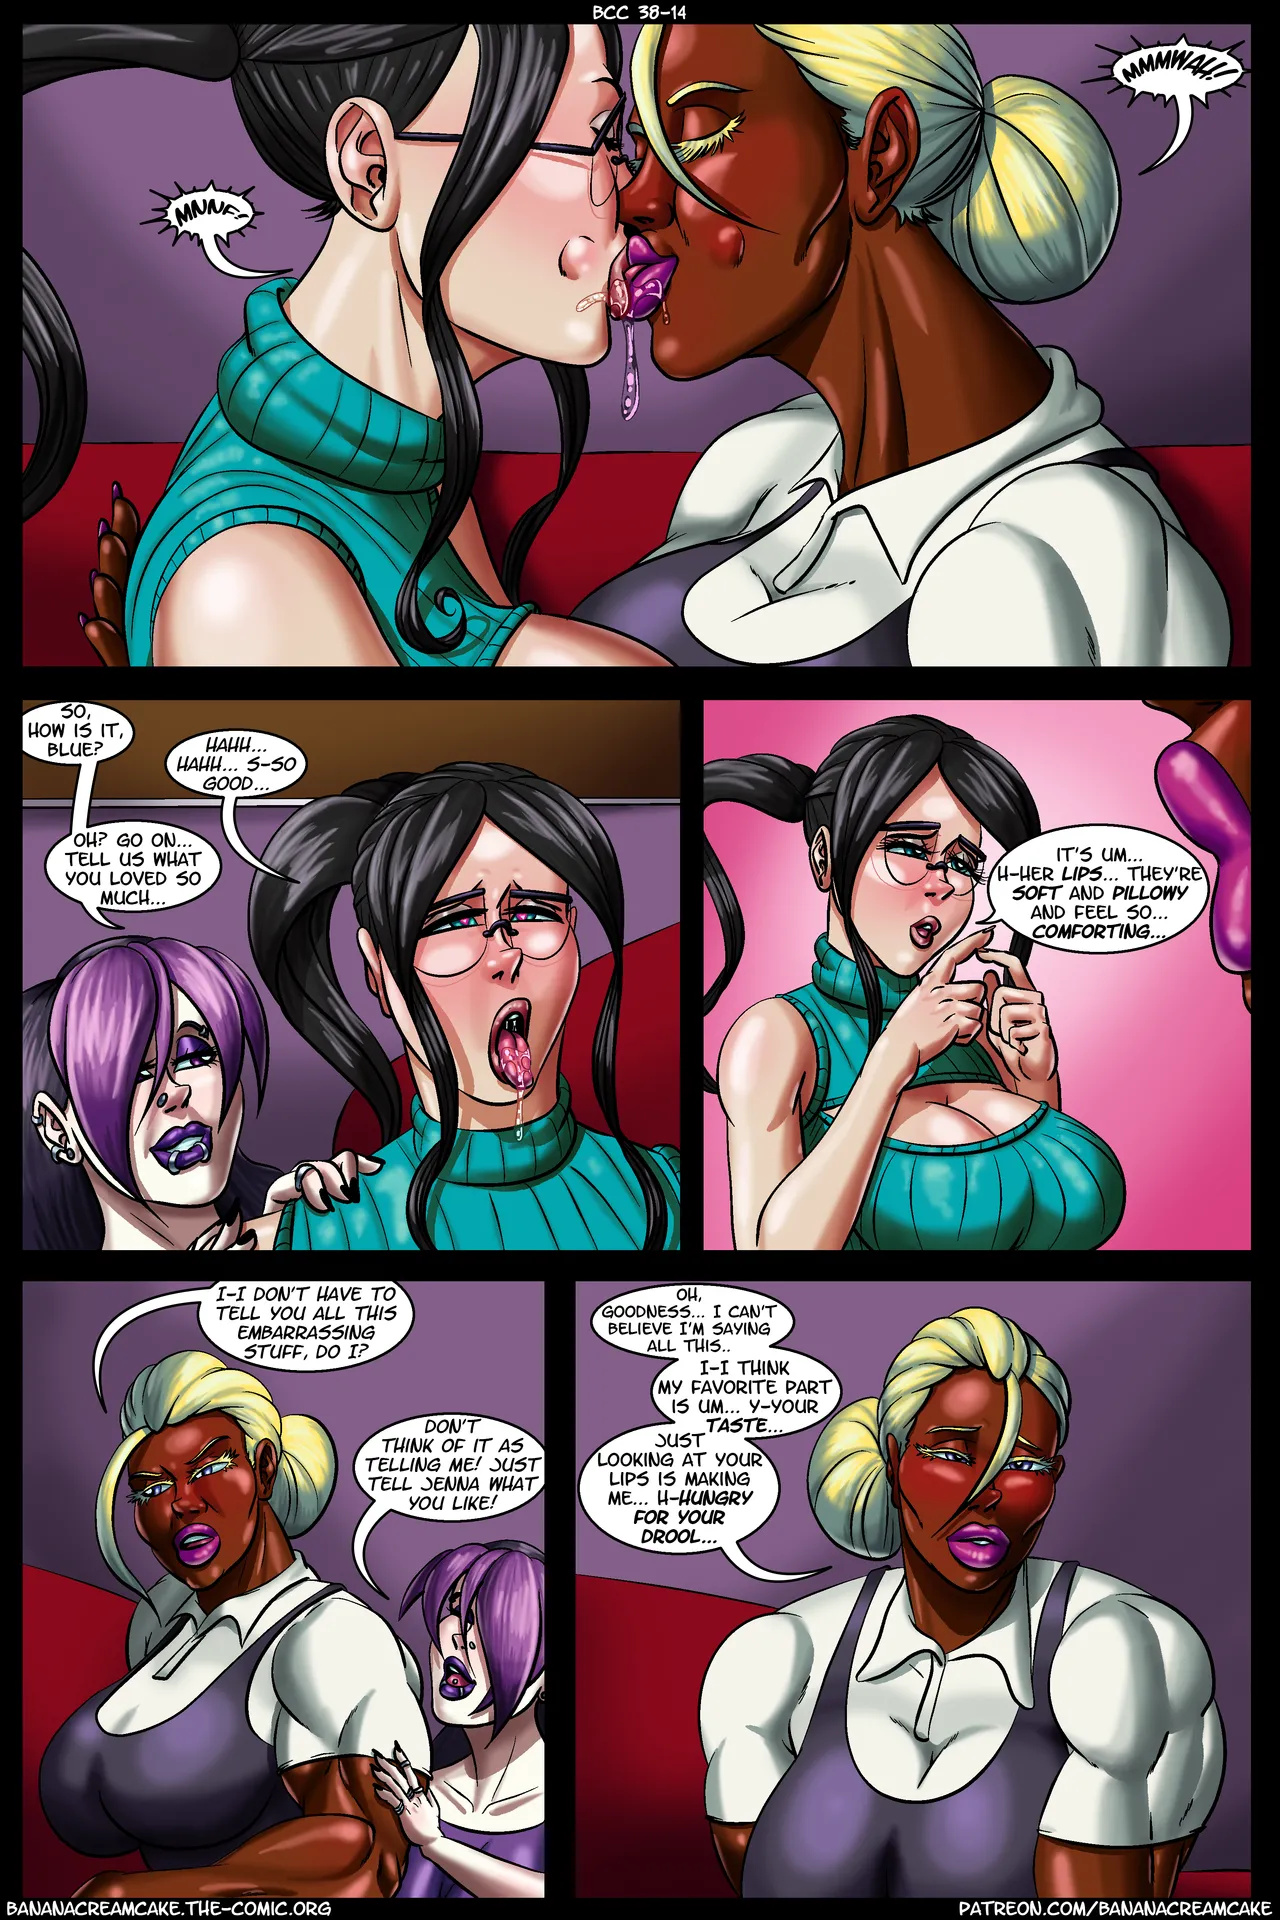 BCC 38-14
MMMWAH!
MNNF!
SO,
HOW IS IT,
BLUE?
HAHH...
HAHH... S-SO
GOOD...
OH? GO ON...
TELL US WHAT
YOU LOVED SO
MUCH...
IT'S UM...
H-HER LIPS... THEY'RE
SOFT AND PILLOWY
AND FEEL SO...
COMFORTING...
I-I DON'T HAVE TO
TELL YOU ALL THIS
EMBARRASSING
STUFF, DO I?
DON'T
THINK OF IT AS
TELLING ME! JUST
TELL JENNA WHAT
YOU LIKE!
OH,
GOODNESS... I CAN'T
BELIEVE I'M SAYING
ALL THIS..
I-I THINK
MY FAVORITE PART
IS UM... Y-YOUR
TASTE...
JUST
LOOKING AT YOUR
LIPS IS MAKING
ME... H-HUNGRY
FOR YOUR
DROOL...
BANANACREAMCAKE.THE-COMIC.ORG
PATREON.COM/BANANACREAMCAKE